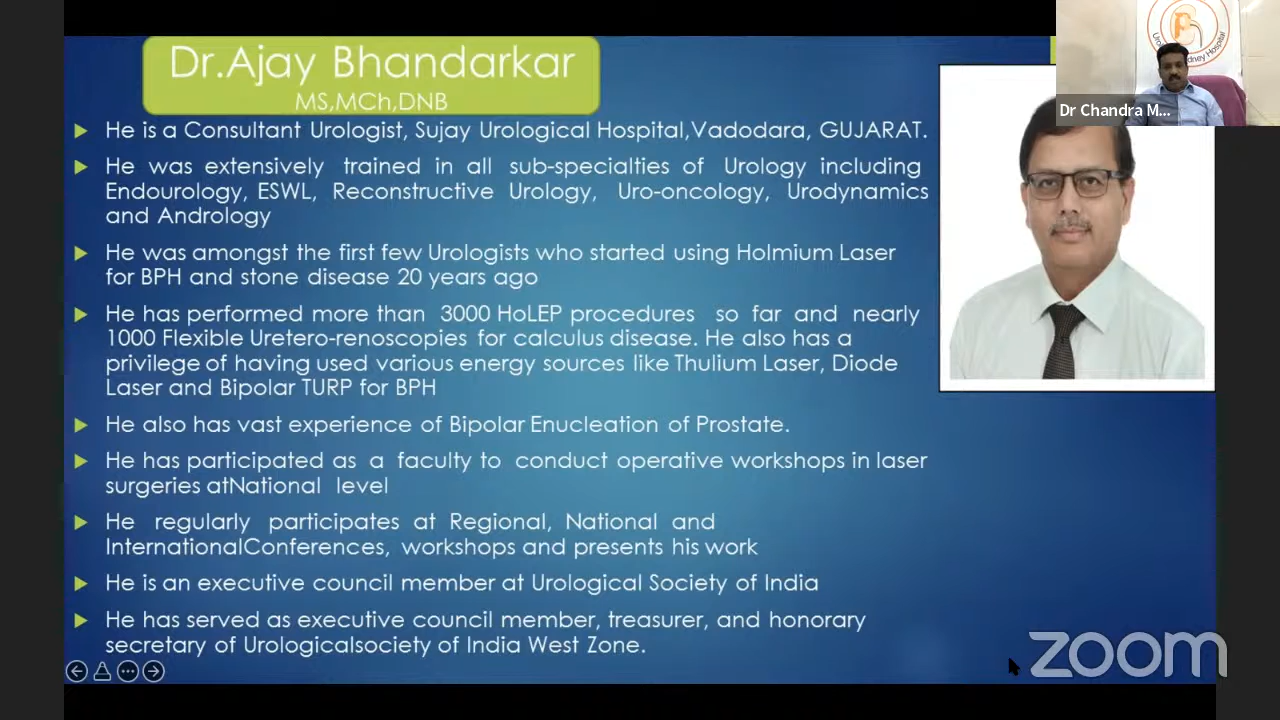 Dr.Ajay Bhandarkar
MS,MCh,DNB
He is a Consultant Urologist, Sujay Urological Hospital,Vadodara, GUJARAT.
He was extensively trained in all sub-specialties of Urology including
Endourology, ESWL, Reconstructive Urology, Uro-oncology, Urodynamics
and Andrology
He was amongst the first few Urologists who started using Holmium Laser
for BPH and stone disease 20 years ago
He has performed more than 3000 HoLEP procedures so far and nearly
1000 Flexible Uretero-renoscopies for calculus disease. He also has a
privilege of having used various energy sources like Thulium Laser, Diode
Laser and Bipolar TURP for BPH
He also has vast experience of Bipolar Enucleation of Prostate.
He has participated as a faculty to conduct operative workshops in laser
surgeries atNational level
He regularly participates at Regional, National and
InternationalConferences, workshops and presents his work
He is an executive council member at Urological Society of India
He has served as executive council member, treasurer, and honorary
secretary of Urologicalsociety of India West Zone.
Dr Chandra M...
zoom